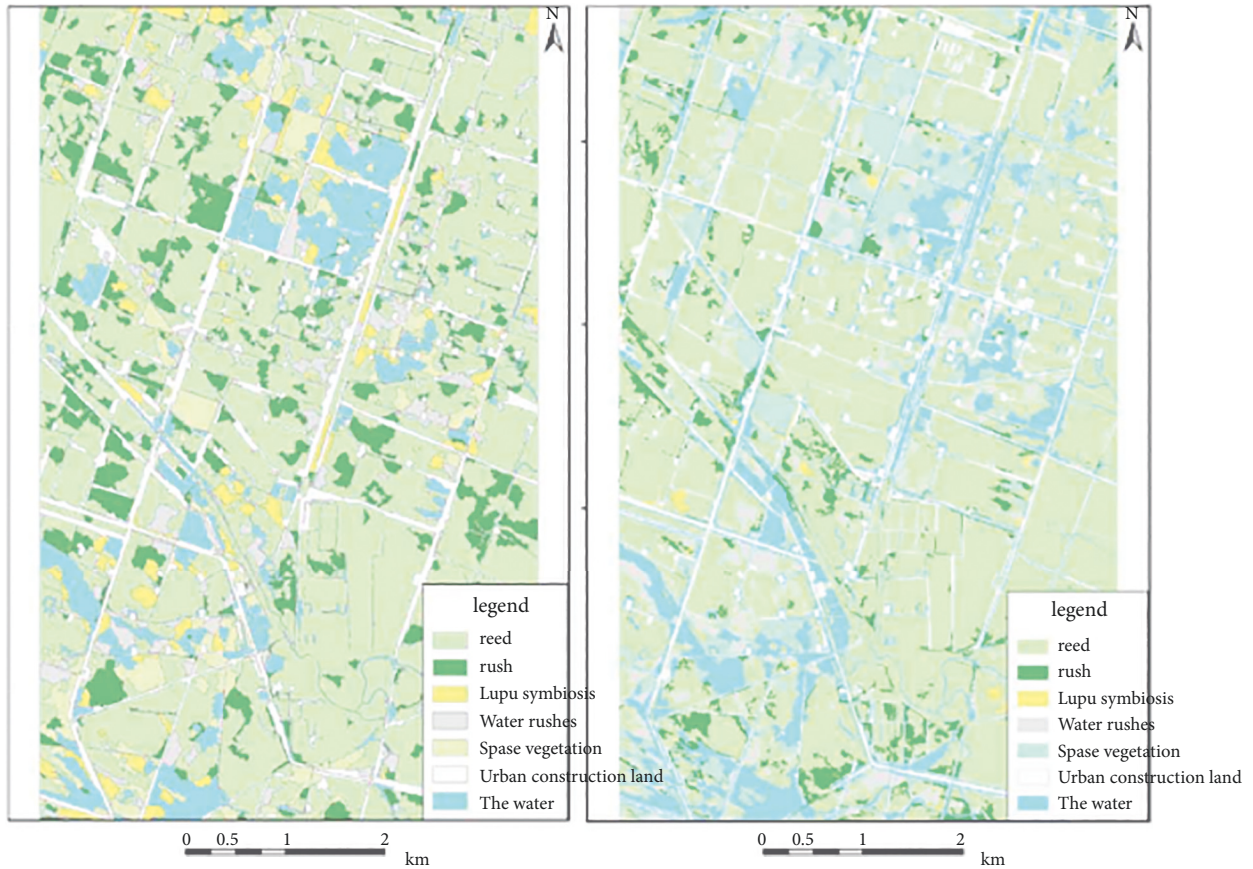 N
legend
reed
rush
Lupu symbiosis
Water rushes
Spase vegetation
Urban construction land
The water
0 0.5 1 2
km
N
legend
reed
rush
Lupu symbiosis
Water rushes
Spase vegetation
Urban construction land
The water
0 0.5 1 2
km